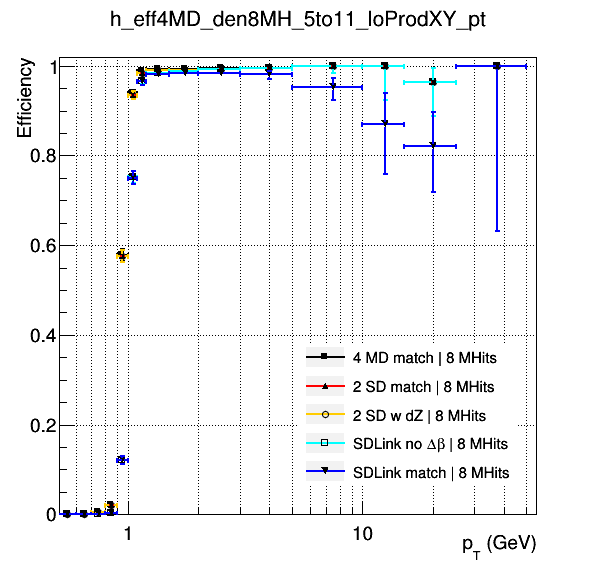 h_eff4MD_den8MH_5to11_loProdXY_pt
Efficiency
1
0.8
0.6
0.4
0.2
0
4 MD match | 8 MHits
2 SD match | 8 MHits
2 SD w dZ | 8 MHits
SDLink no Δβ | 8 MHits
SDLink match | 8 MHits
1
10
p_T (GeV)